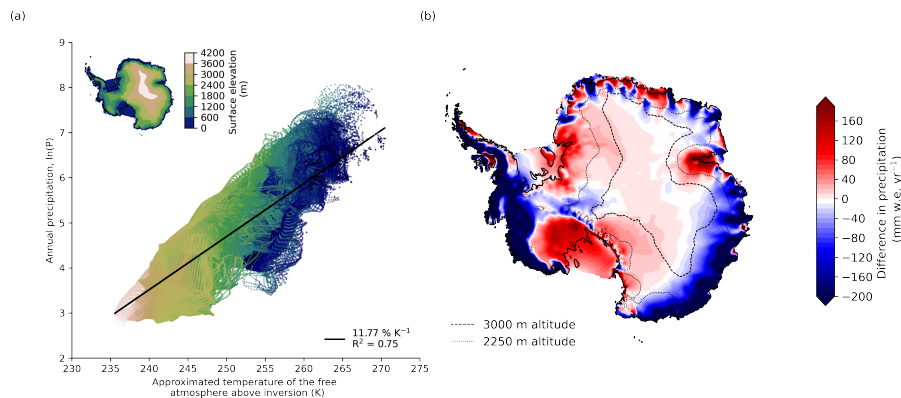 (a)
(b)
9
8
7
6
5
4
3
2
Annual precipitation, ln(P)
4200
3600
3000
2400
1800
1200
600
0
Surface elevation
(m)
11.77 % K⁻¹
R² = 0.75
230
235
240
245
250
255
260
265
270
275
Approximated temperature of the free
atmosphere above inversion (K)
3000 m altitude
2250 m altitude
160
120
80
40
0
−40
−80
−120
−160
−200
Difference in precipitation
(mm w.e. yr⁻¹)